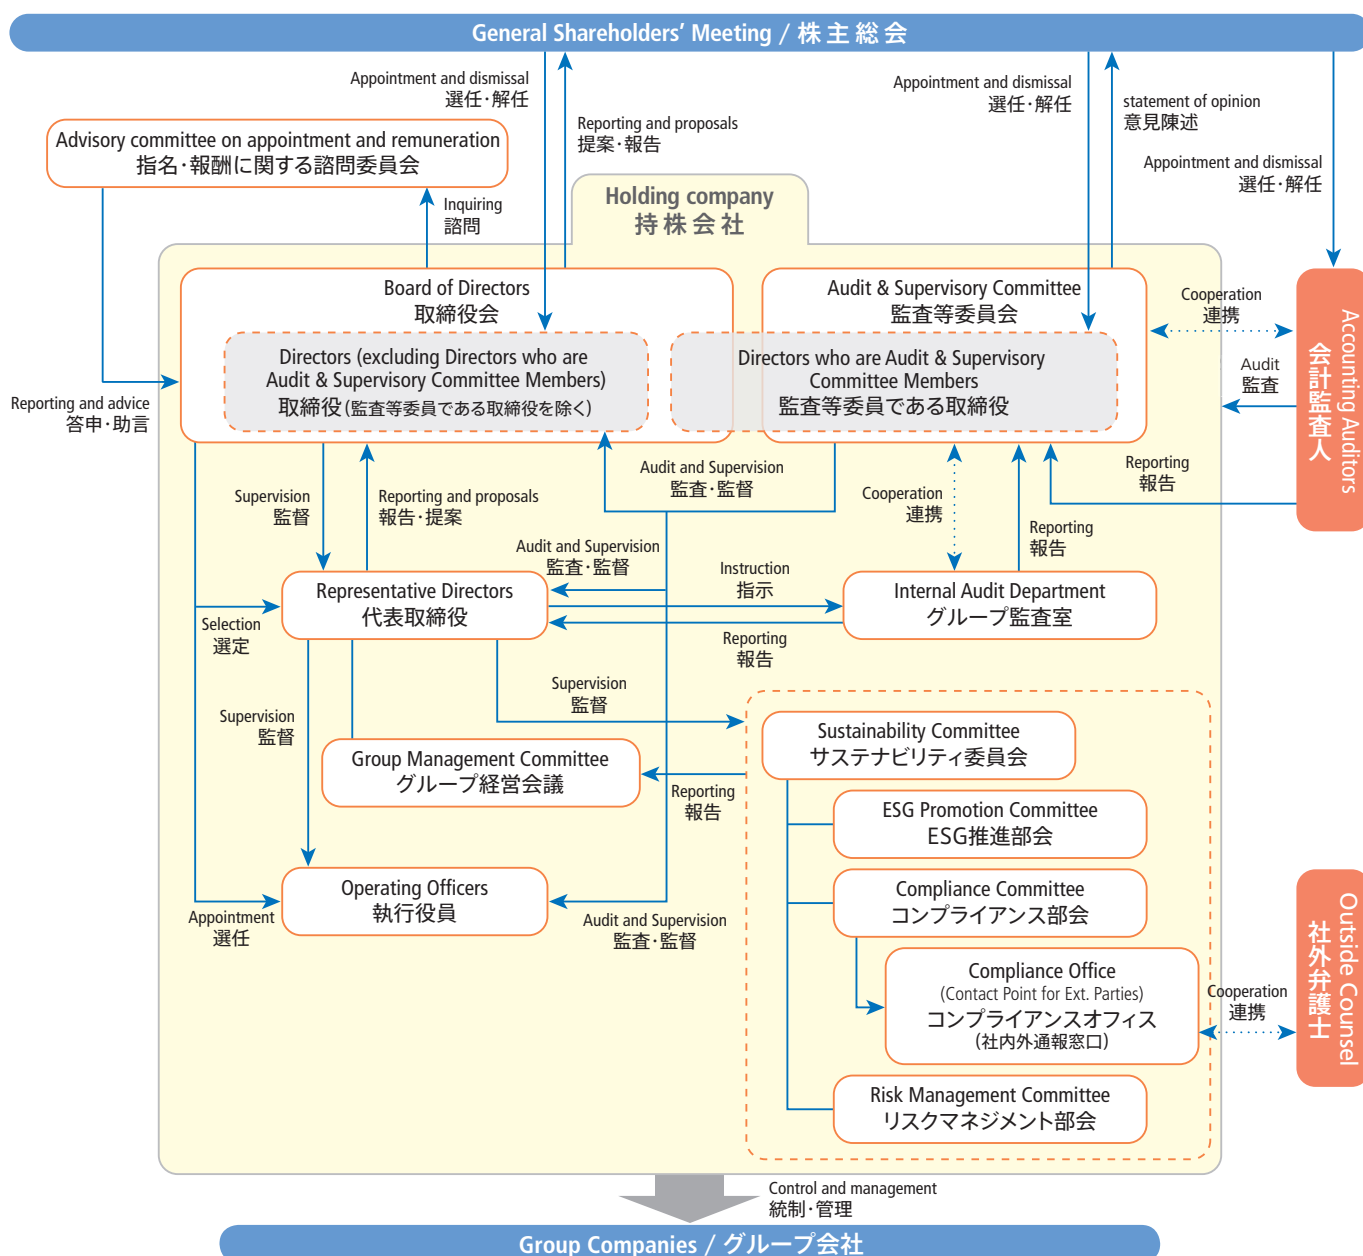 General Shareholders' Meeting / 株主総会
Appointment and dismissal
選任・解任
Reporting and proposals
提案・報告
Appointment and dismissal
選任・解任
statement of opinion
意見陳述
Appointment and dismissal
選任・解任
Advisory committee on appointment and remuneration
指名・報酬に関する諮問委員会
Inquiring
諮問
Holding company
持株会社
Board of Directors
取締役会
Directors (excluding Directors who are
Audit & Supervisory Committee Members)
取締役(監査等委員である取締役を除く)
Audit & Supervisory Committee
監査等委員会
Directors who are Audit & Supervisory
Committee Members
監査等委員である取締役
Cooperation
連携
Audit
監査
Accounting Auditors
会計監査人
Reporting and advice
答申・助言
Reporting
報告
Supervision
監督
Reporting and proposals
報告・提案
Audit and Supervision
監査・監督
Cooperation
連携
Reporting
報告
Audit and Supervision
監査・監督
Instruction
指示
Representative Directors
代表取締役
Internal Audit Department
グループ監査室
Selection
選定
Reporting
報告
Supervision
監督
Supervision
監督
Group Management Committee
グループ経営会議
Reporting
報告
Sustainability Committee
サステナビリティ委員会
ESG Promotion Committee
ESG推進部会
Operating Officers
執行役員
Appointment
選任
Audit and Supervision
監査・監督
Compliance Committee
コンプライアンス部会
Compliance Office
(Contact Point for Ext. Parties)
コンプライアンスオフィス
(社内外通報窓口)
Cooperation
連携
Outside Counsel
社外弁護士
Risk Management Committee
リスクマネジメント部会
Control and management
統制・管理
Group Companies / グループ会社